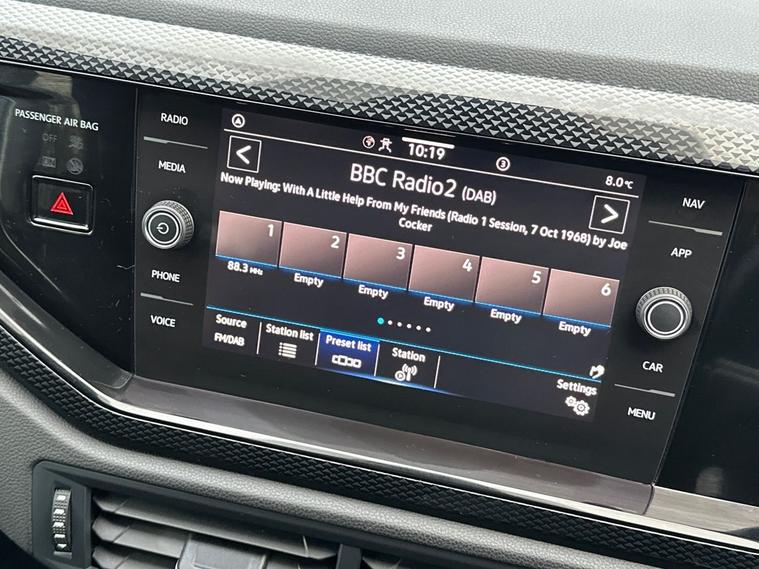 PASSENGER AIR BAG
OFF
RADIO
MEDIA
PHONE
VOICE
10:19
3
8.0°C
BBC Radio2 (DAB)
Now Playing: With A Little Help From My Friends (Radio 1 Session, 7 Oct 1968) by Joe
Cocker
1 2 3 4 5 6
88.3 MHz Empty Empty Empty Empty Empty
Source Station list Preset list Station Settings
FM/DAB
NAV
APP
CAR
MENU